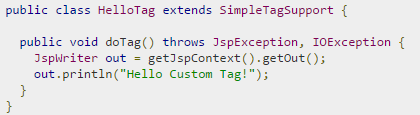 public class HelloTag extends SimpleTagSupport {
public void doTag() throws JspException, IOException {
JspWriter out = getJspContext().getOut();
out.println("Hello Custom Tag!");
}
}